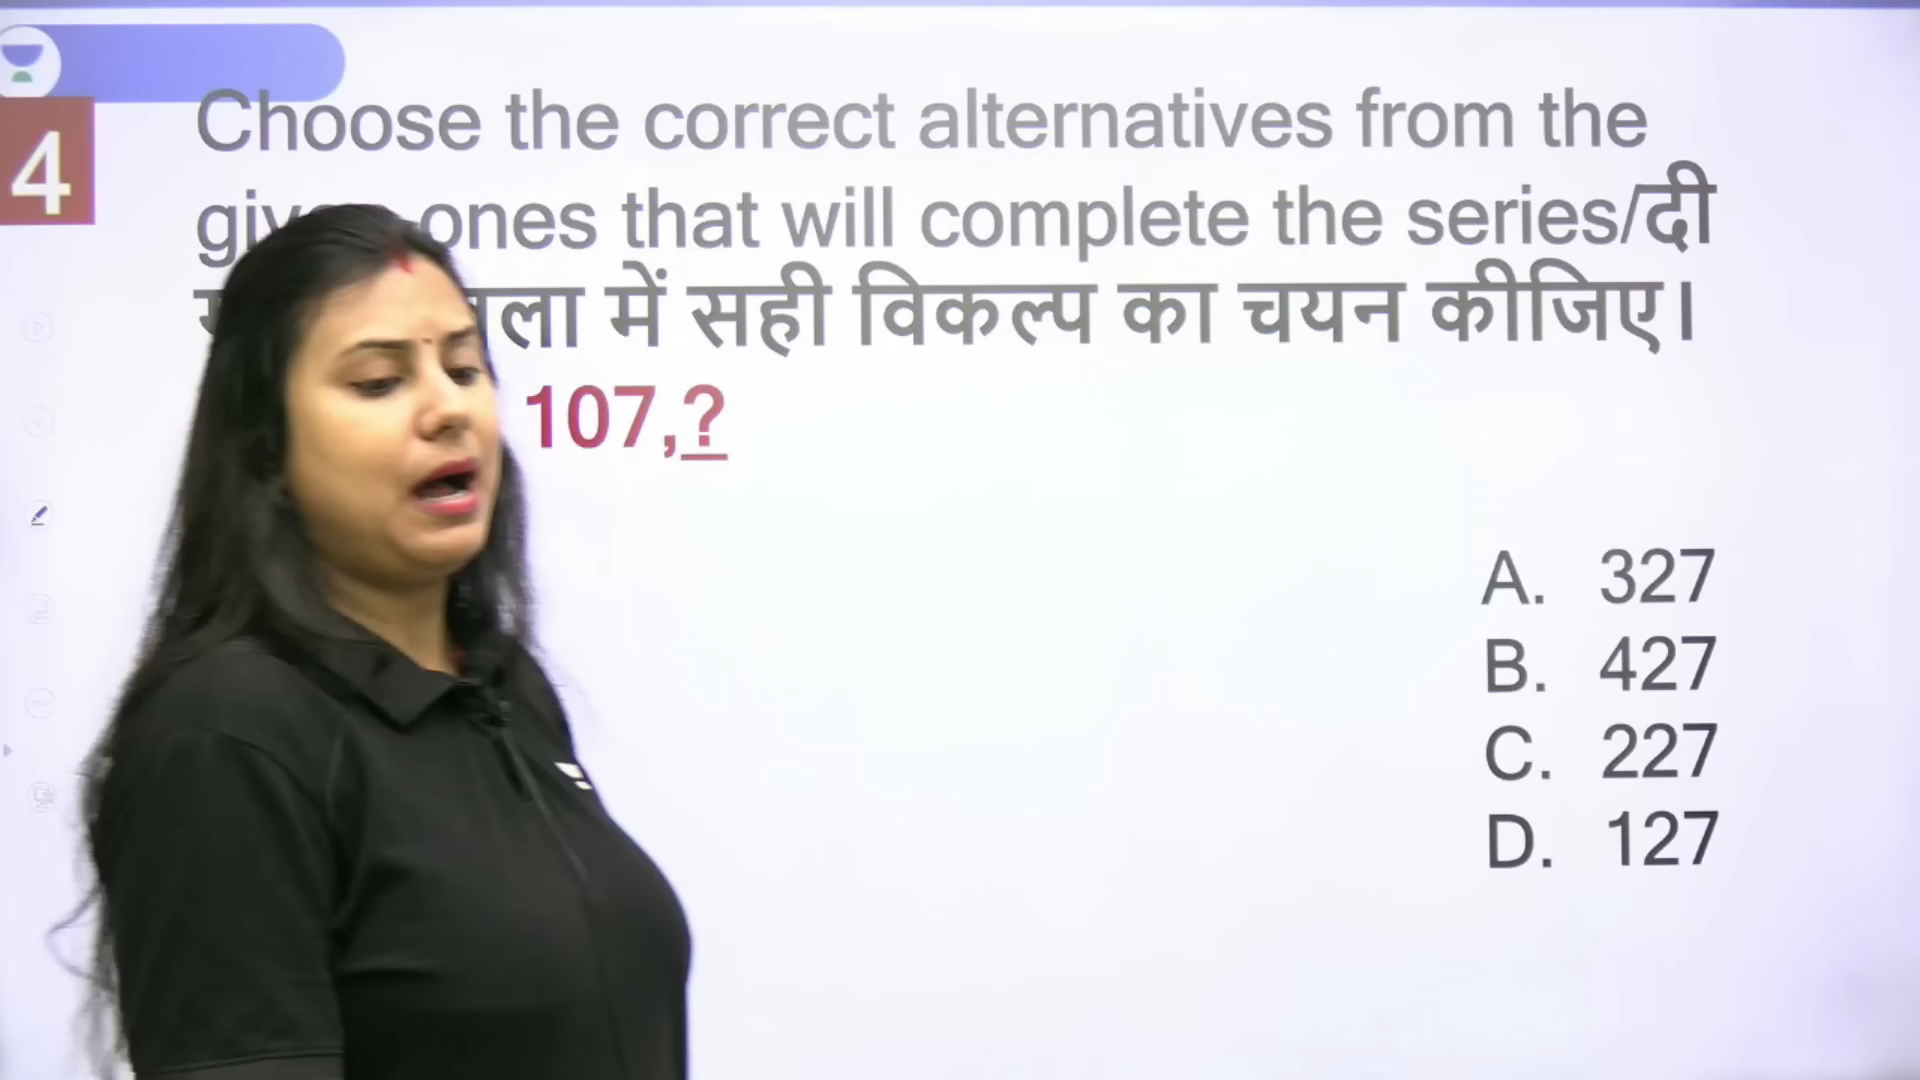 4
Choose the correct alternatives from the
ones that will complete the series/दी
में सही विकल्प का चयन कीजिए।
107,?
A. 327
B. 427
C. 227
D. 127